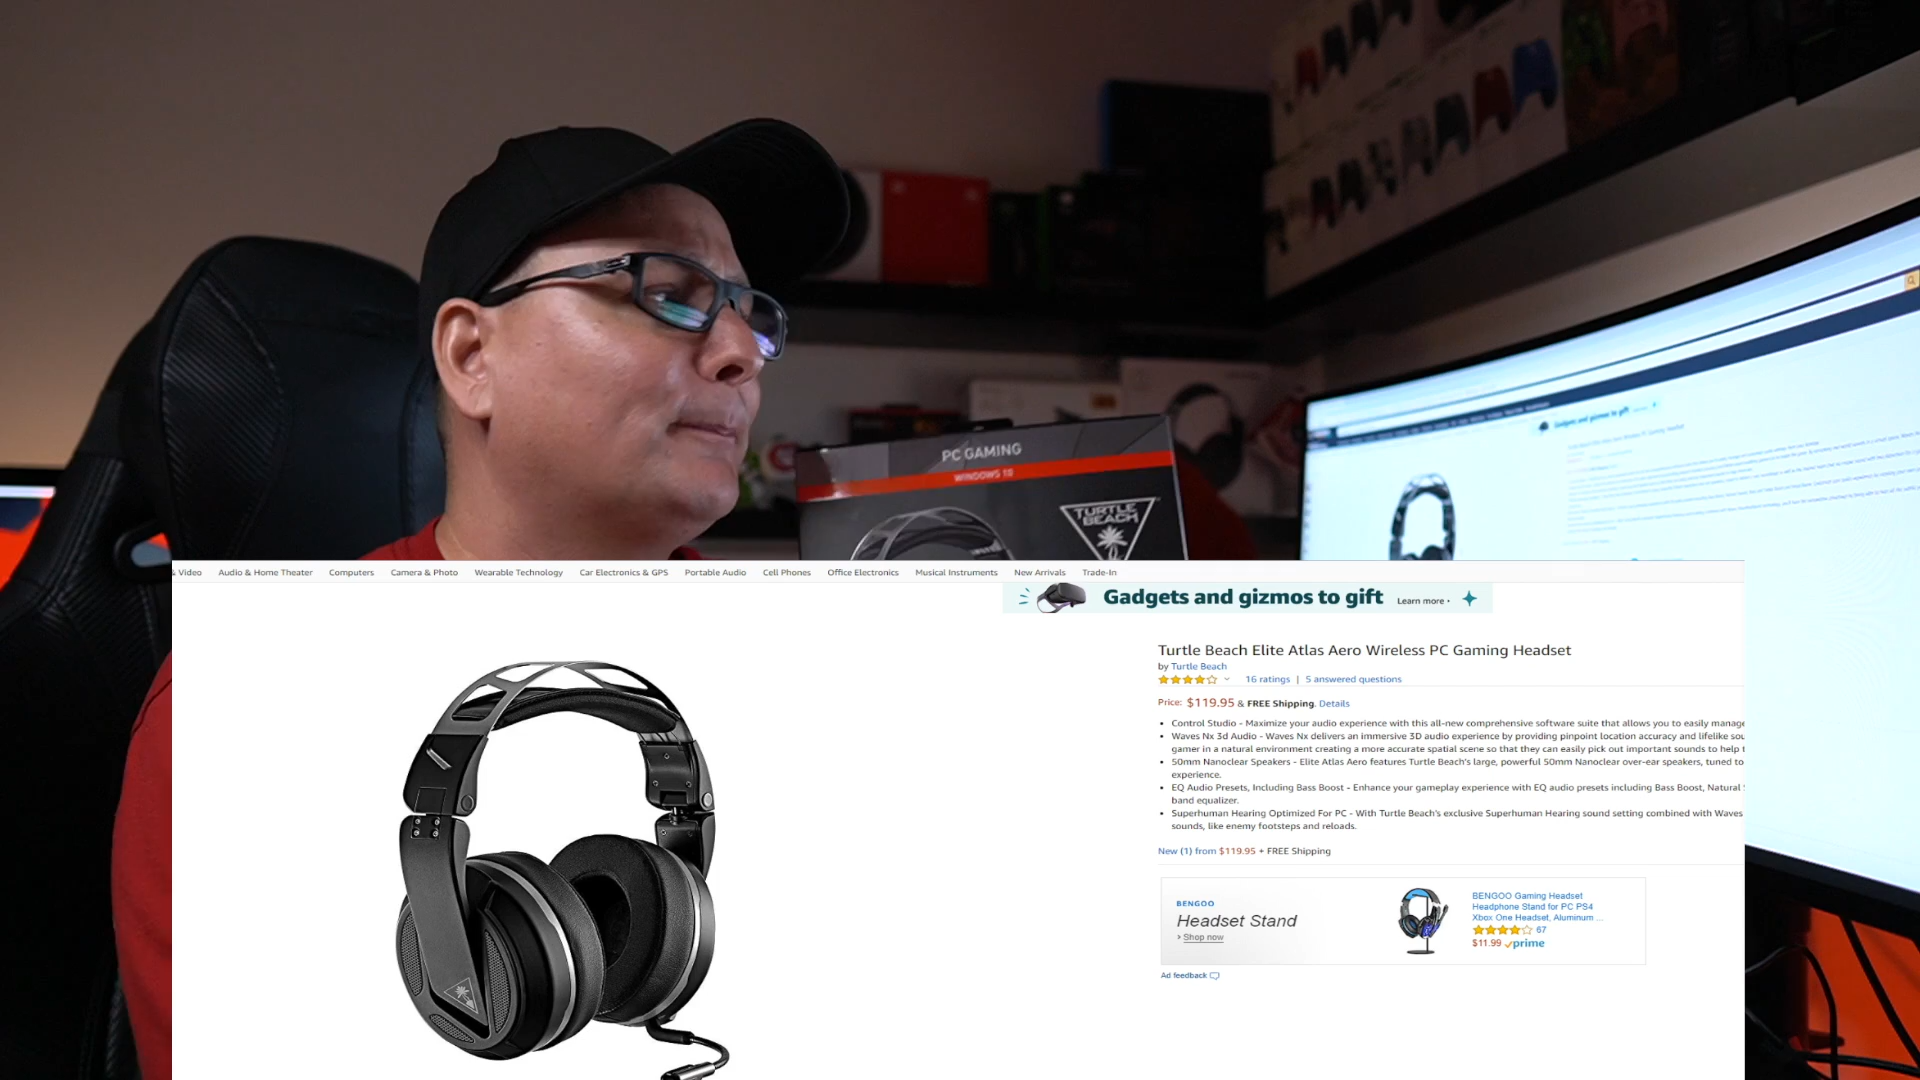 PC GAMING
WINDOWS 10
TURTLE
BEACH
Gadgets and gizmos to gift
& Video Audio & Home Theater Computers Camera & Photo Wearable Technology Car Electronics & GPS Portable Audio Cell Phones Office Electronics Musical Instruments New Arrivals Trade-In
Gadgets and gizmos to gift Learn more
Turtle Beach Elite Atlas Aero Wireless PC Gaming Headset
by Turtle Beach
16 ratings | 5 answered questions
Price: $119.95 & FREE Shipping. Details
• Control Studio - Maximize your audio experience with this all-new comprehensive software suite that allows you to easily manage
• Waves Nx 3d Audio - Waves Nx delivers an immersive 3D audio experience by providing pinpoint location accuracy and lifelike sou
gamer in a natural environment creating a more accurate spatial scene so that they can easily pick out important sounds to help t
• 50mm Nanoclear Speakers - Elite Atlas Aero features Turtle Beach's large, powerful 50mm Nanoclear over-ear speakers, tuned to
experience.
• EQ Audio Presets, Including Bass Boost - Enhance your gameplay experience with EQ audio presets including Bass Boost, Natural
band equalizer.
• Superhuman Hearing Optimized For PC - With Turtle Beach's exclusive Superhuman Hearing sound setting combined with Waves
sounds, like enemy footsteps and reloads.
New (1) from $119.95 + FREE Shipping
BENGOO
Headset Stand
› Shop now
BENGOO Gaming Headset
Headphone Stand for PC PS4
Xbox One Headset, Aluminum ...
67
$11.99 prime
Ad feedback